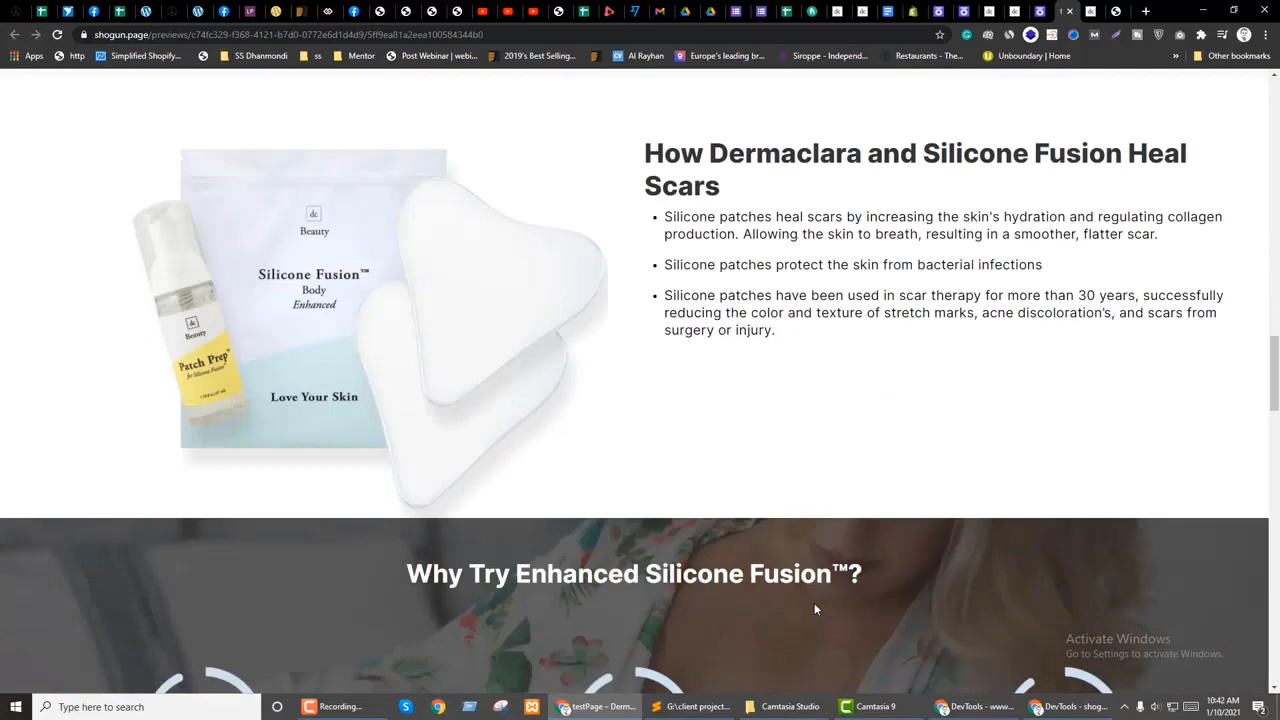 shogun.page/previews/c74fc329-f368-4121-b7d0-0772e6d1d4d9/5ff9ea81a2eea100584344b0
Apps
http
Simplified Shopify...
SS Dhanmondi
ss
Mentor
Post Webinar | webi...
2019's Best Selling...
Al Rayhan
Europe's leading br...
Siroppe - Independ...
Restaurants - The...
Unboundary | Home
»
Other bookmarks
How Dermaclara and Silicone Fusion Heal
Scars
• Silicone patches heal scars by increasing the skin's hydration and regulating collagen
production. Allowing the skin to breath, resulting in a smoother, flatter scar.
• Silicone patches protect the skin from bacterial infections
• Silicone patches have been used in scar therapy for more than 30 years, successfully
reducing the color and texture of stretch marks, acne discoloration's, and scars from
surgery or injury.
dc
Beauty
Silicone Fusion™
Body
Enhanced
Love Your Skin
dc
Beauty
Patch Prep™
for Silicone Fusion™
Why Try Enhanced Silicone Fusion™?
Activate Windows
Go to Settings to activate Windows.
Type here to search
Recording...
testPage – Derm...
G:\client project...
Camtasia Studio
Camtasia 9
DevTools - www...
DevTools - shog...
10:42 AM
1/10/2021
2